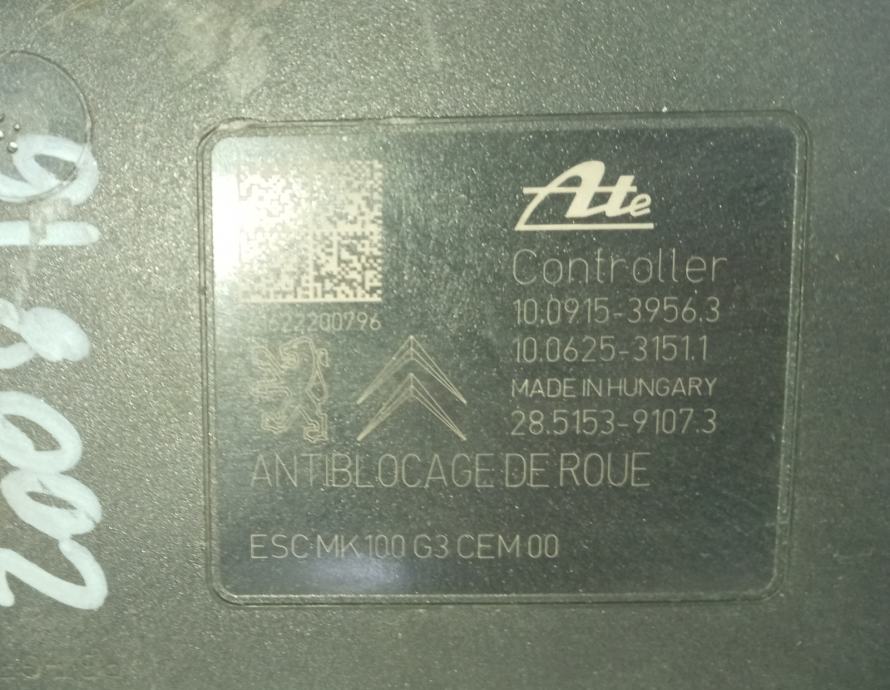 Ate
Controller
10.0915-3956.3
10.0625-3151.1
MADE IN HUNGARY
28.5153-9107.3
ANTIBLOCAGE DE ROUE
ESC MK100 G3 CEM 00